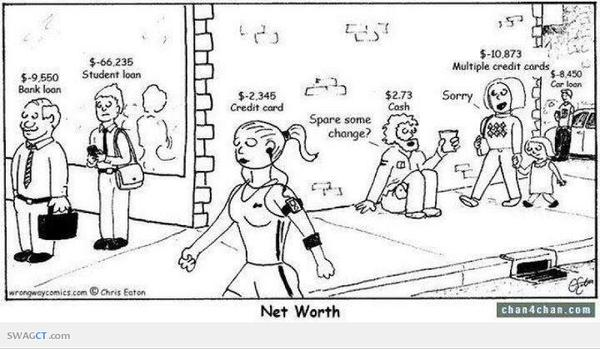 $-9,550
Bank loan
$-66,235
Student loan
$-2,345
Credit card
Spare some
change?
$2.73
Cash
Sorry
$-10,873
Multiple credit cards
$-8,450
Car loan
wrongwaycomics.com © Chris Eaton
Net Worth
chan4chan.com
SWAGCT.com